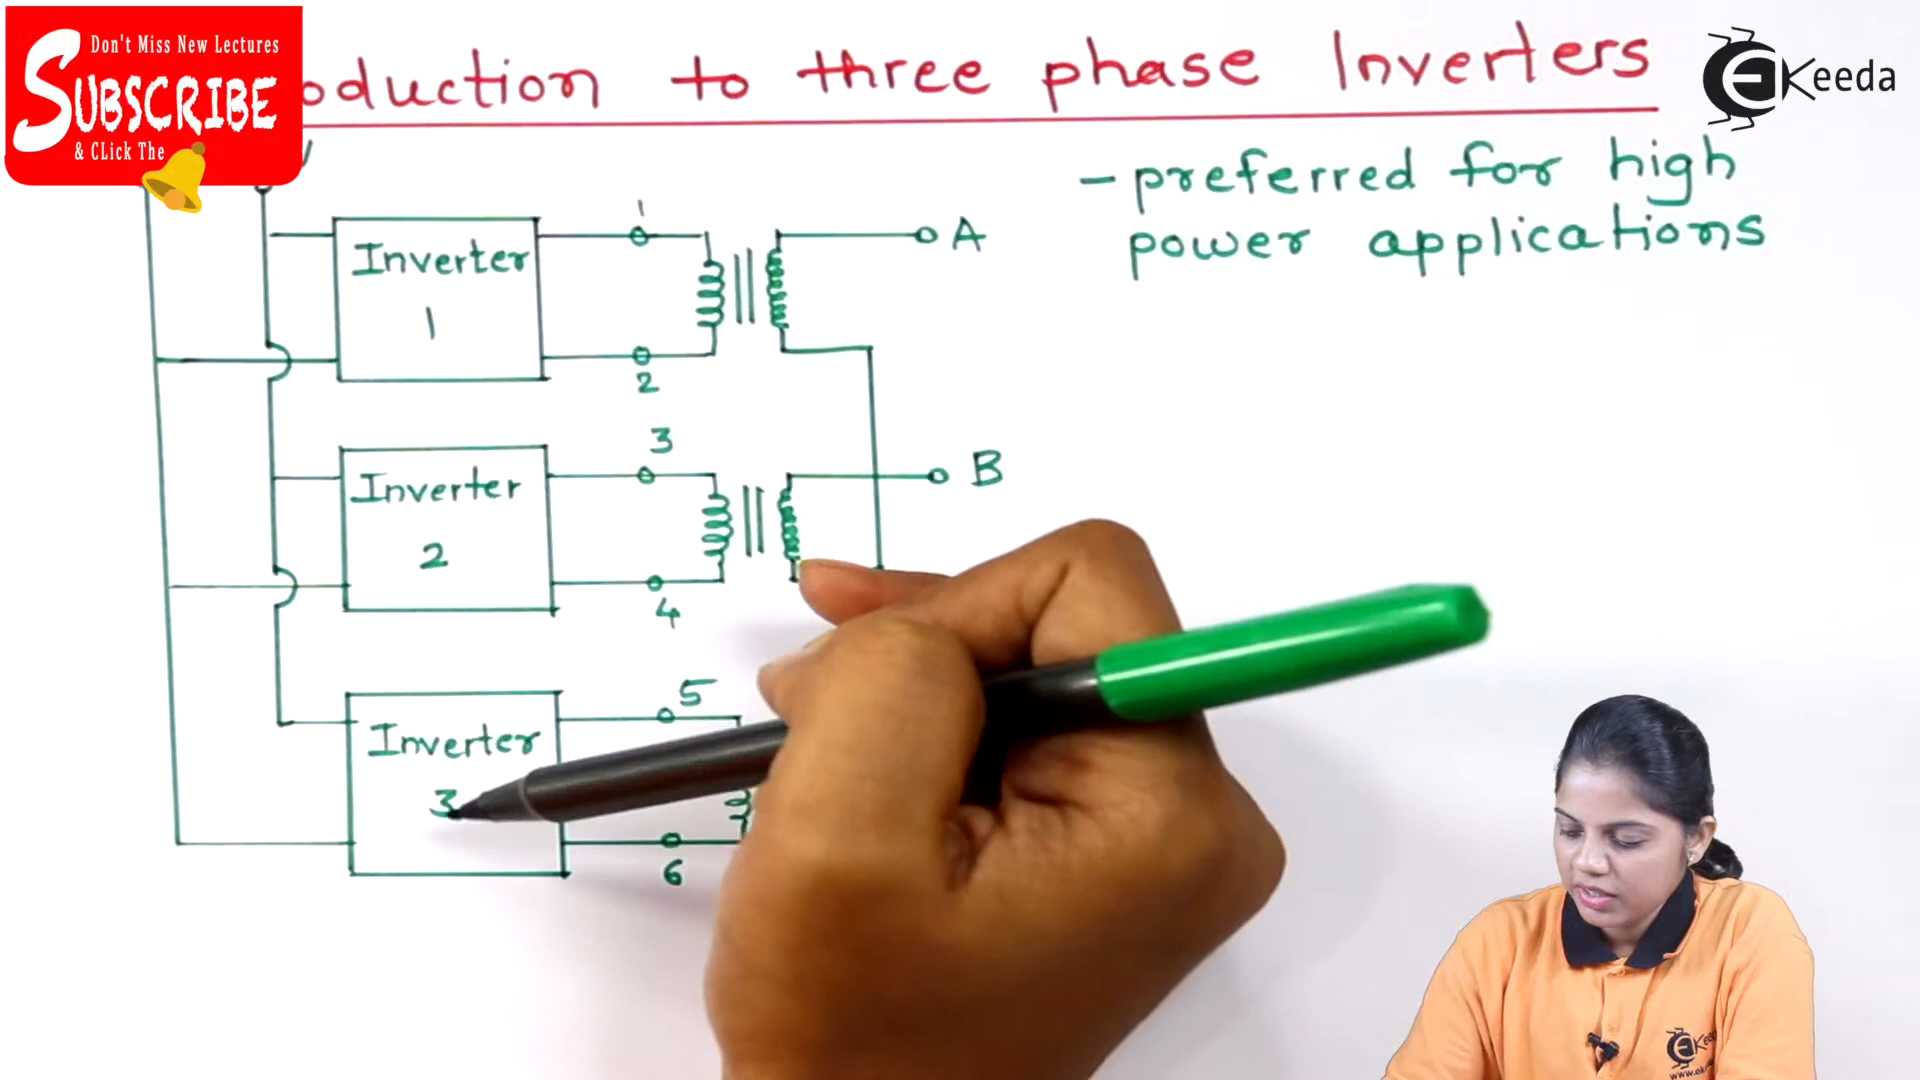 Don't Miss New Lectures
SUBSCRIBE
& CLick The
oduction to three phase Inverters
EKeeda
- preferred for high
power applications
Inverter
1
1
2
A
Inverter
2
3
4
B
Inverter
3
5
6